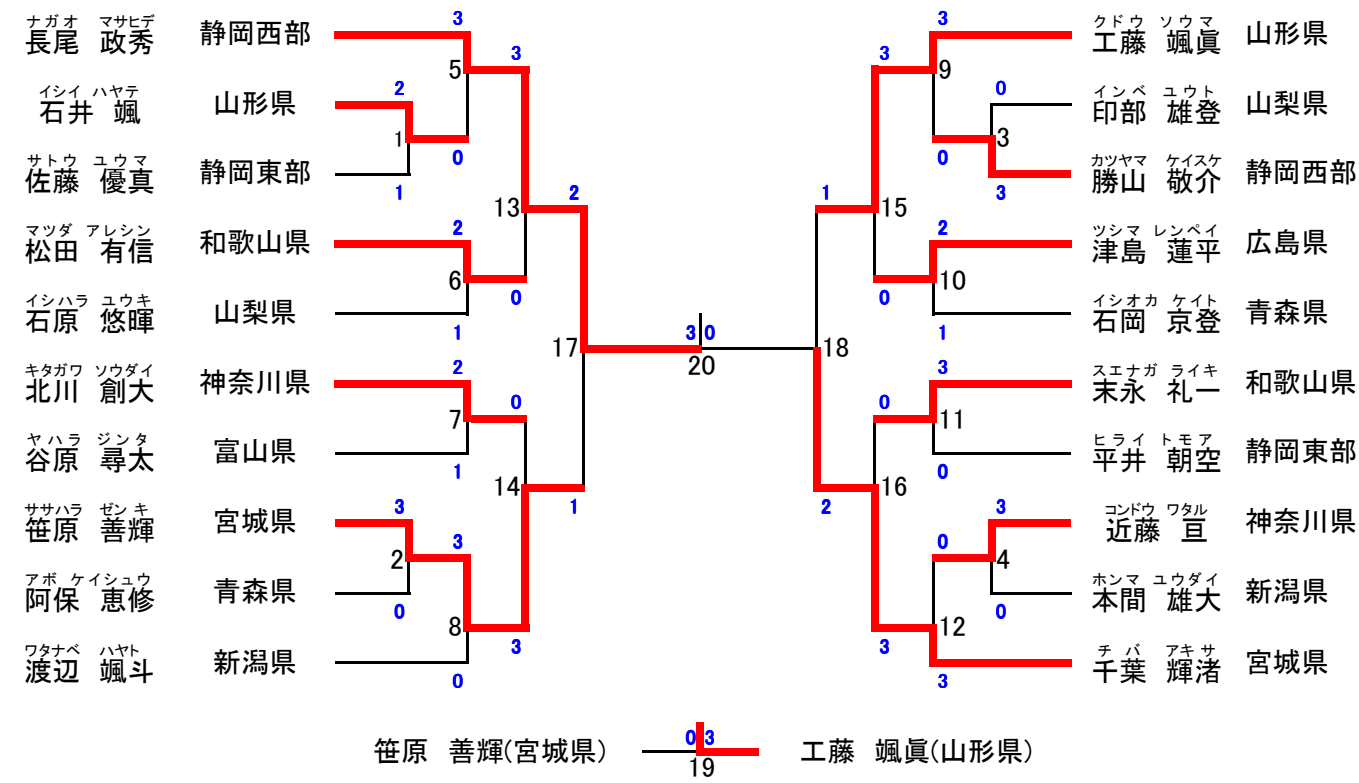 ナガオ マサヒデ
長尾 政秀 静岡西部
イシイ ハヤテ
石井 颯 山形県
サトウ ユウマ
佐藤 優真 静岡東部
マツダ アレシン
松田 有信 和歌山県
イシハラ ユウキ
石原 悠暉 山梨県
キタガワ ソウダイ
北川 創大 神奈川県
ヤハラ ジンタ
谷原 尋太 富山県
ササハラ ゼンキ
笹原 善輝 宮城県
アボ ケイシュウ
阿保 恵修 青森県
ワタナベ ハヤト
渡辺 颯斗 新潟県
3
5
3
2
1
0
1
13
2
2
6
0
1
17
2
7
0
1
14
1
3
2
3
0
8
3
0
3 0
20
クドウ ソウマ
工藤 颯眞 山形県
インベ ユウト
印部 雄登 山梨県
カツヤマ ケイスケ
勝山 敬介 静岡西部
ツシマ レンペイ
津島 蓮平 広島県
イシオカ ケイト
石岡 京登 青森県
スエナガ ライキ
末永 礼一 和歌山県
ヒライ トモア
平井 朝空 静岡東部
コンドウ ワタル
近藤 亘 神奈川県
ホンマ ユウダイ
本間 雄大 新潟県
チバ アキサ
千葉 輝渚 宮城県
3
3
9
0
3
0
3
1
15
2
0
10
1
18
3
0
11
0
16
2
3
0
4
0
12
3
3
笹原 善輝(宮城県) 0 3 工藤 颯眞(山形県)
19